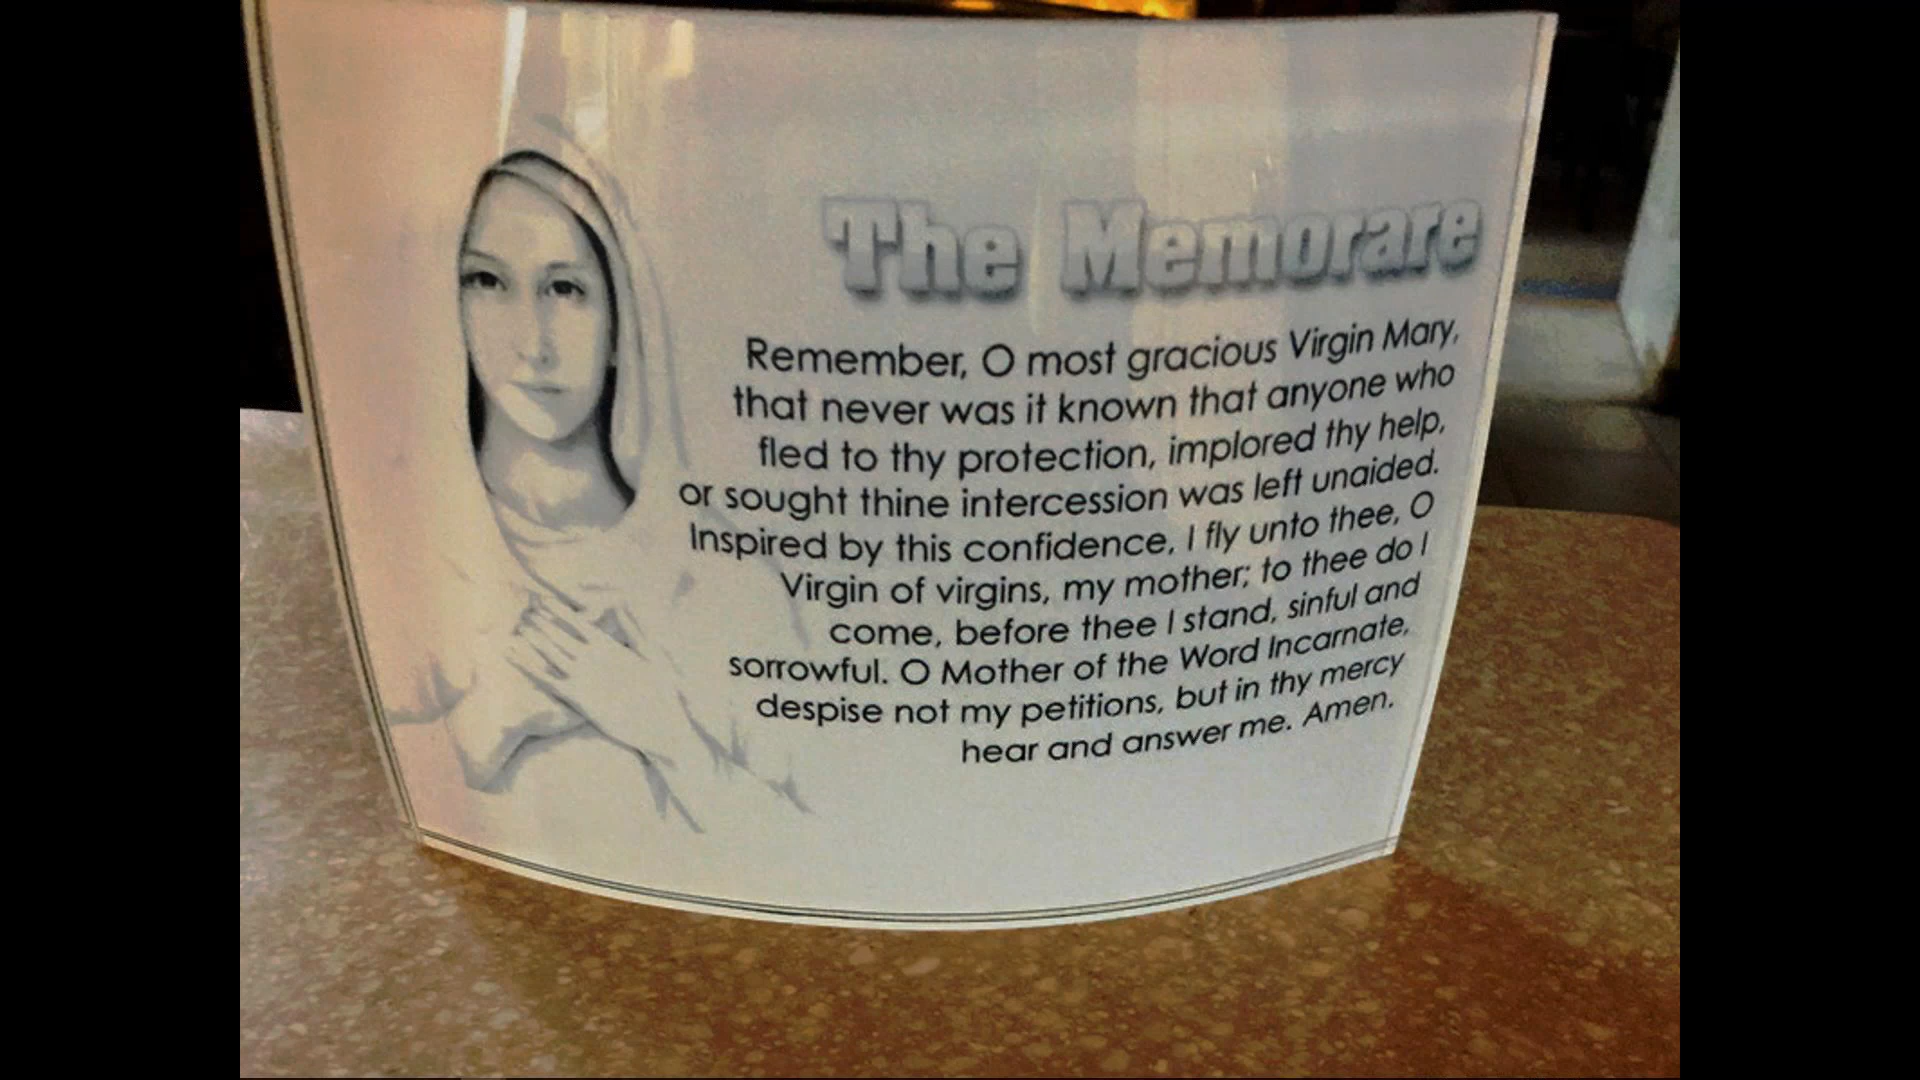 The Memorare
Remember, O most gracious Virgin Mary,
that never was it known that anyone who
fled to thy protection, implored thy help,
or sought thine intercession was left unaided.
Inspired by this confidence, I fly unto thee, O
Virgin of virgins, my mother; to thee do I
come, before thee I stand, sinful and
sorrowful. O Mother of the Word Incarnate,
despise not my petitions, but in thy mercy
hear and answer me. Amen.